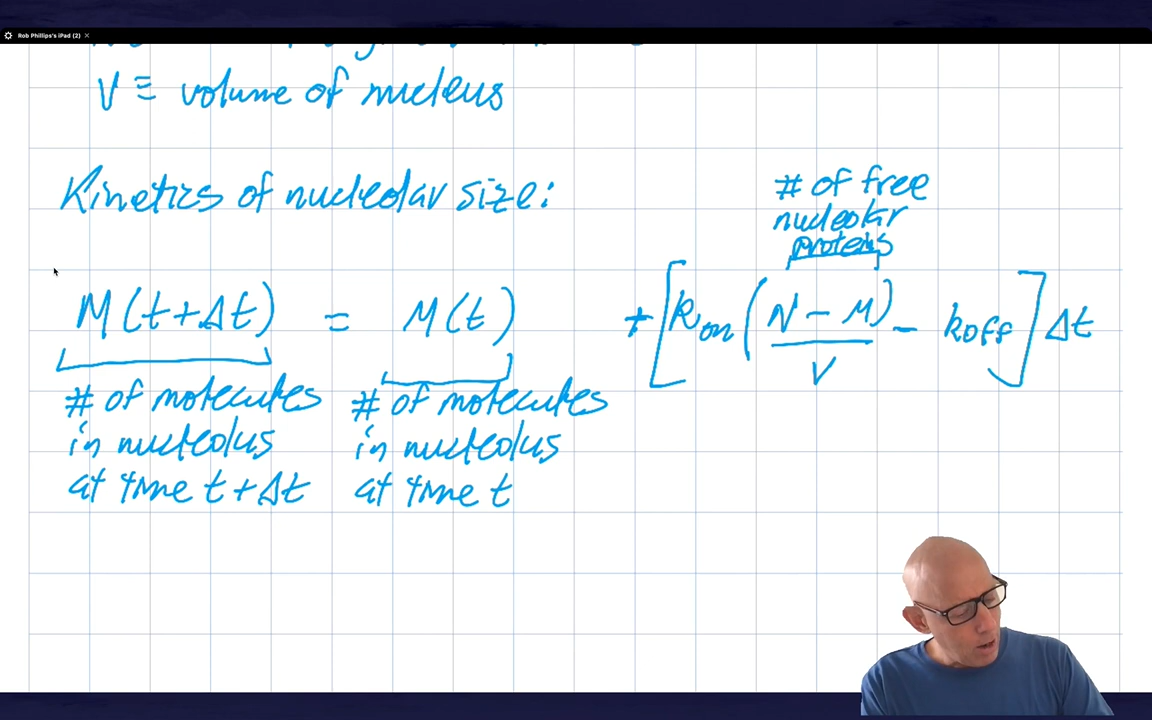 Rob Phillips's iPad (2) ×
V ≡ volume of nucleus
Kinetics of nucleolar size:
# of free
nucleolar
proteins
M(t+Δt) = M(t) + [kon (N - M)/V - koff] Δt
# of molecules
in nucleolus
at time t + Δt
# of molecules
in nucleolus
at time t